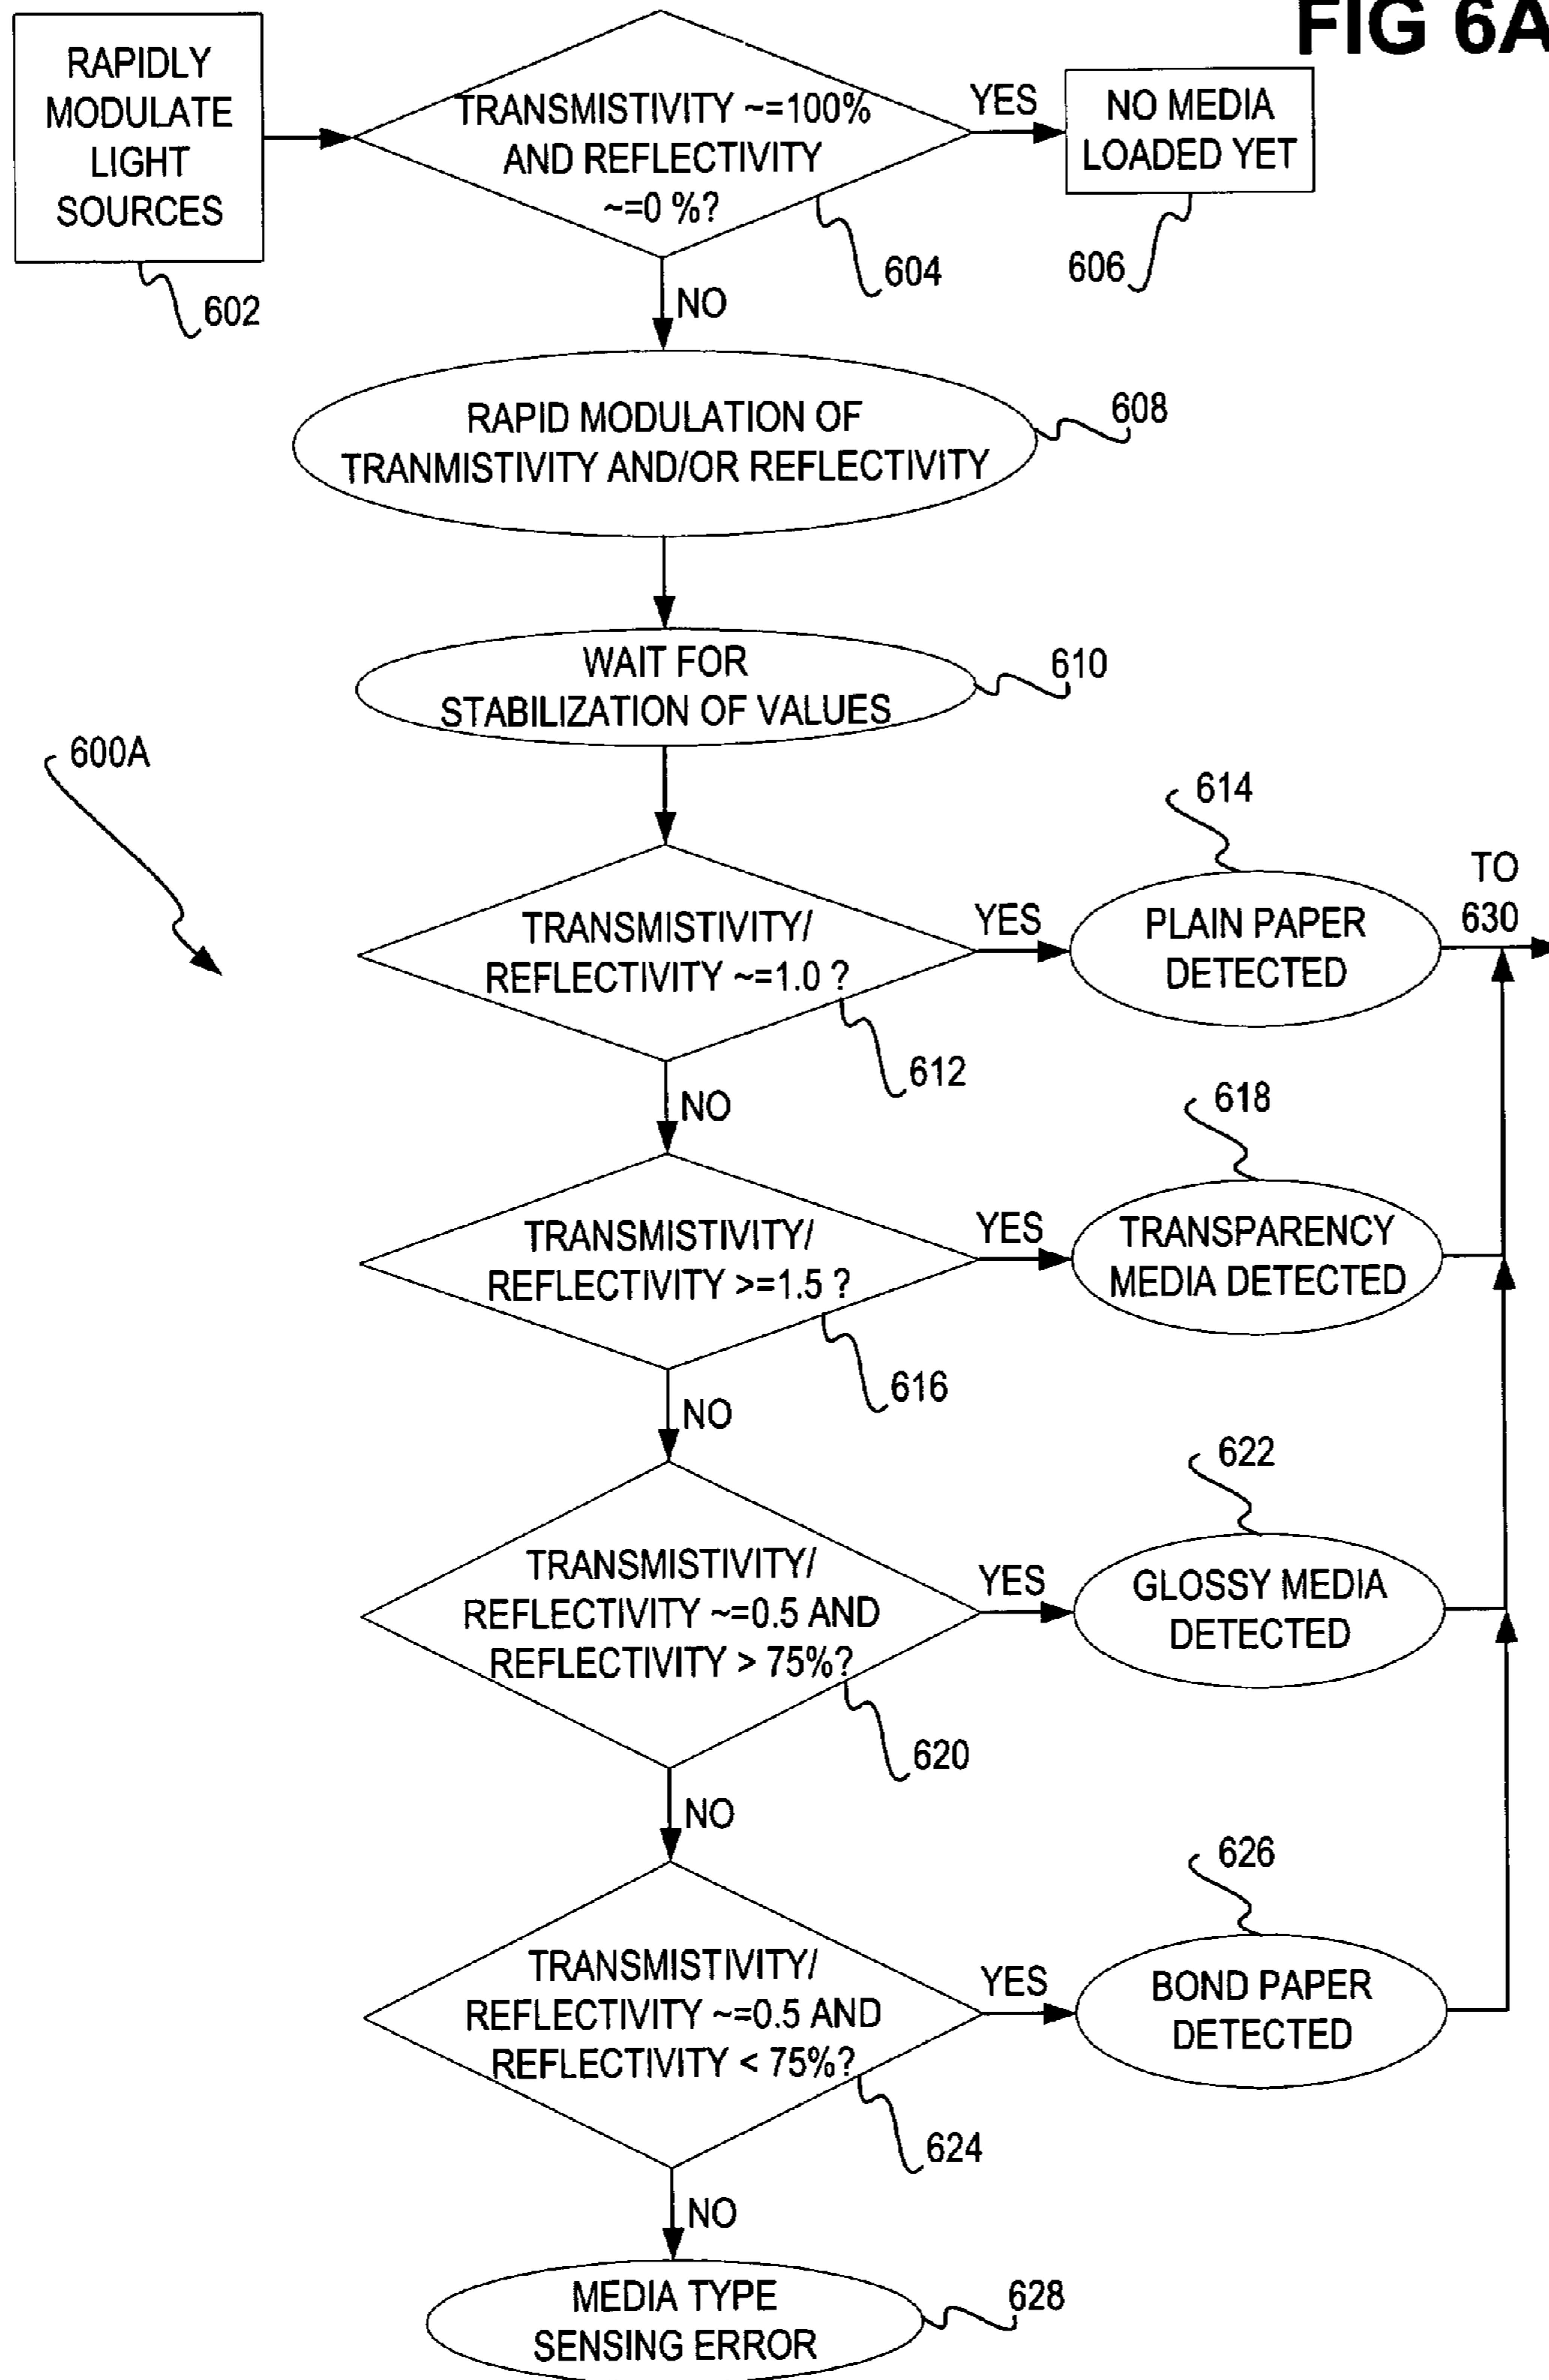 FIG 6A
RAPIDLY
MODULATE
LIGHT
SOURCES
602
TRANSMISTIVITY ~=100%
AND REFLECTIVITY
~=0 %?
604
YES
NO MEDIA
LOADED YET
606
NO
RAPID MODULATION OF
TRANMISTIVITY AND/OR REFLECTIVITY
608
WAIT FOR
STABILIZATION OF VALUES
610
600A
TRANSMISTIVITY/
REFLECTIVITY ~=1.0 ?
612
YES
PLAIN PAPER
DETECTED
614
TO
630
NO
TRANSMISTIVITY/
REFLECTIVITY >=1.5 ?
616
YES
TRANSPARENCY
MEDIA DETECTED
618
NO
TRANSMISTIVITY/
REFLECTIVITY ~=0.5 AND
REFLECTIVITY > 75%?
620
YES
GLOSSY MEDIA
DETECTED
622
NO
TRANSMISTIVITY/
REFLECTIVITY ~=0.5 AND
REFLECTIVITY < 75%?
624
YES
BOND PAPER
DETECTED
626
NO
MEDIA TYPE
SENSING ERROR
628